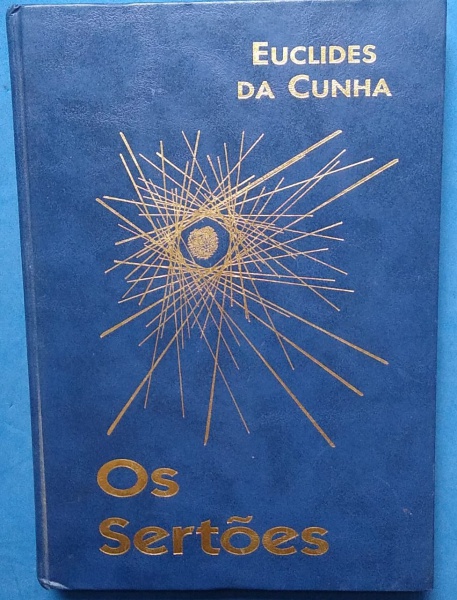 EUCLIDES
DA CUNHA
Os
Sertões